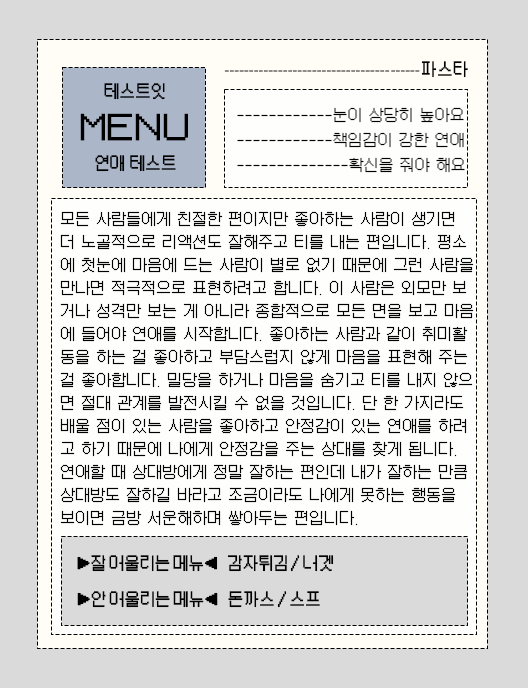 테스트잇
MENU
연애 테스트
--------------------------------------파스타
------------눈이 상당히 높아요
------------책임감이 강한 연애
--------------확신을 줘야 해요
모든 사람들에게 친절한 편이지만 좋아하는 사람이 생기면
더 노골적으로 리액션도 잘해주고 티를 내는 편입니다. 평소
에 첫눈에 마음에 드는 사람이 별로 없기 때문에 그런 사람을
만나면 적극적으로 표현하려고 합니다. 이 사람은 외모만 보
거나 성격만 보는 게 아니라 종합적으로 모든 면을 보고 마음
에 들어야 연애를 시작합니다. 좋아하는 사람과 같이 취미활
동을 하는 걸 좋아하고 부담스럽지 않게 마음을 표현해 주는
걸 좋아합니다. 밀당을 하거나 마음을 숨기고 티를 내지 않으
면 절대 관계를 발전시킬 수 없을 것입니다. 단 한 가지라도
배울 점이 있는 사람을 좋아하고 안정감이 있는 연애를 하려
고 하기 때문에 나에게 안정감을 주는 상대를 찾게 됩니다.
연애할 때 상대방에게 정말 잘하는 편인데 내가 잘하는 만큼
상대방도 잘하길 바라고 조금이라도 나에게 못하는 행동을
보이면 금방 서운해하며 쌓아두는 편입니다.
▶잘 어울리는 메뉴◀ 감자튀김 / 너겟
▶안 어울리는 메뉴◀ 돈까스 / 스프